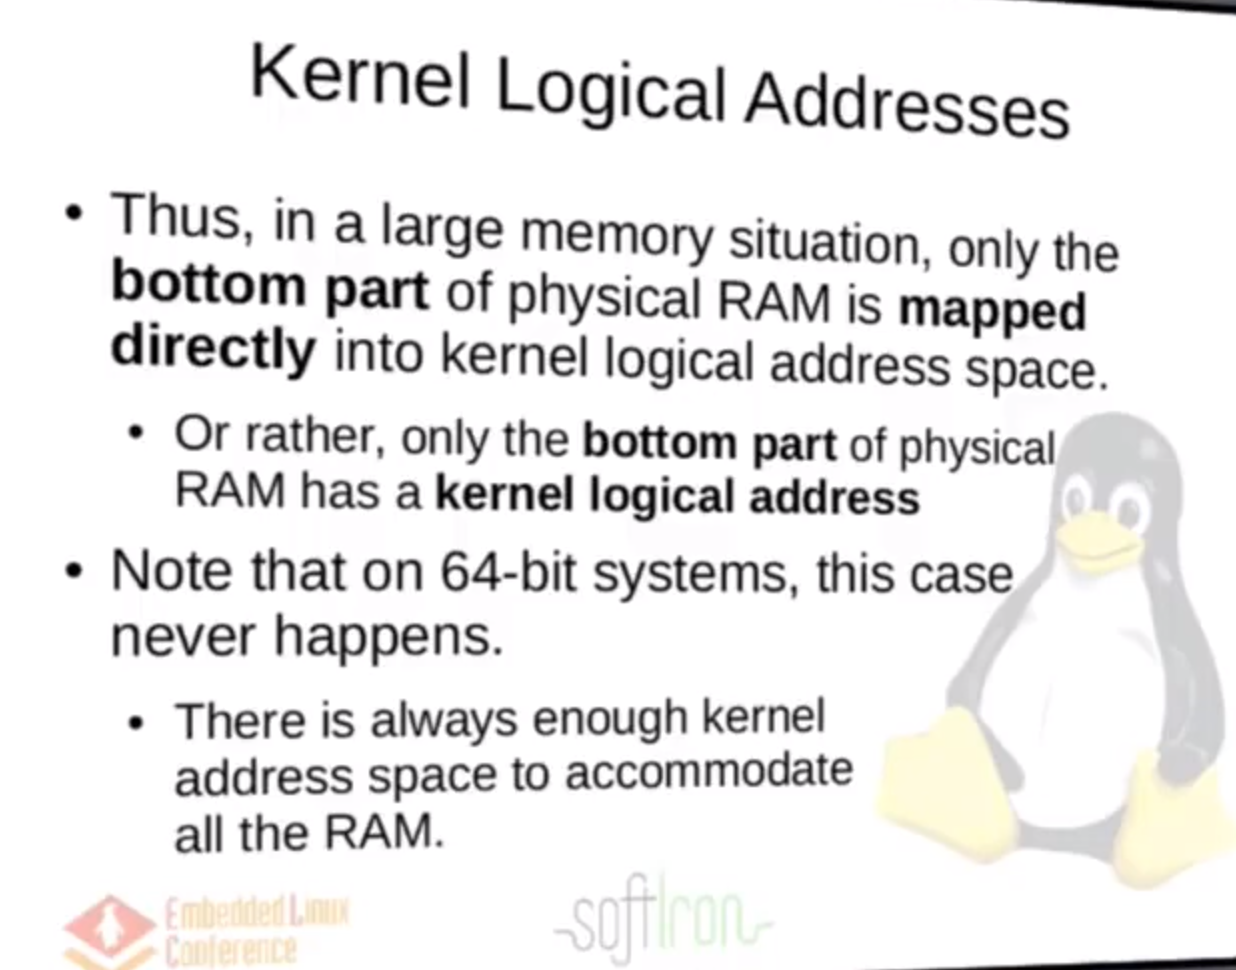 Kernel Logical Addresses
• Thus, in a large memory situation, only the
bottom part of physical RAM is mapped
directly into kernel logical address space.
• Or rather, only the bottom part of physical
RAM has a kernel logical address
• Note that on 64-bit systems, this case
never happens.
• There is always enough kernel
address space to accommodate
all the RAM.
Embedded Linux
Conference
softIron